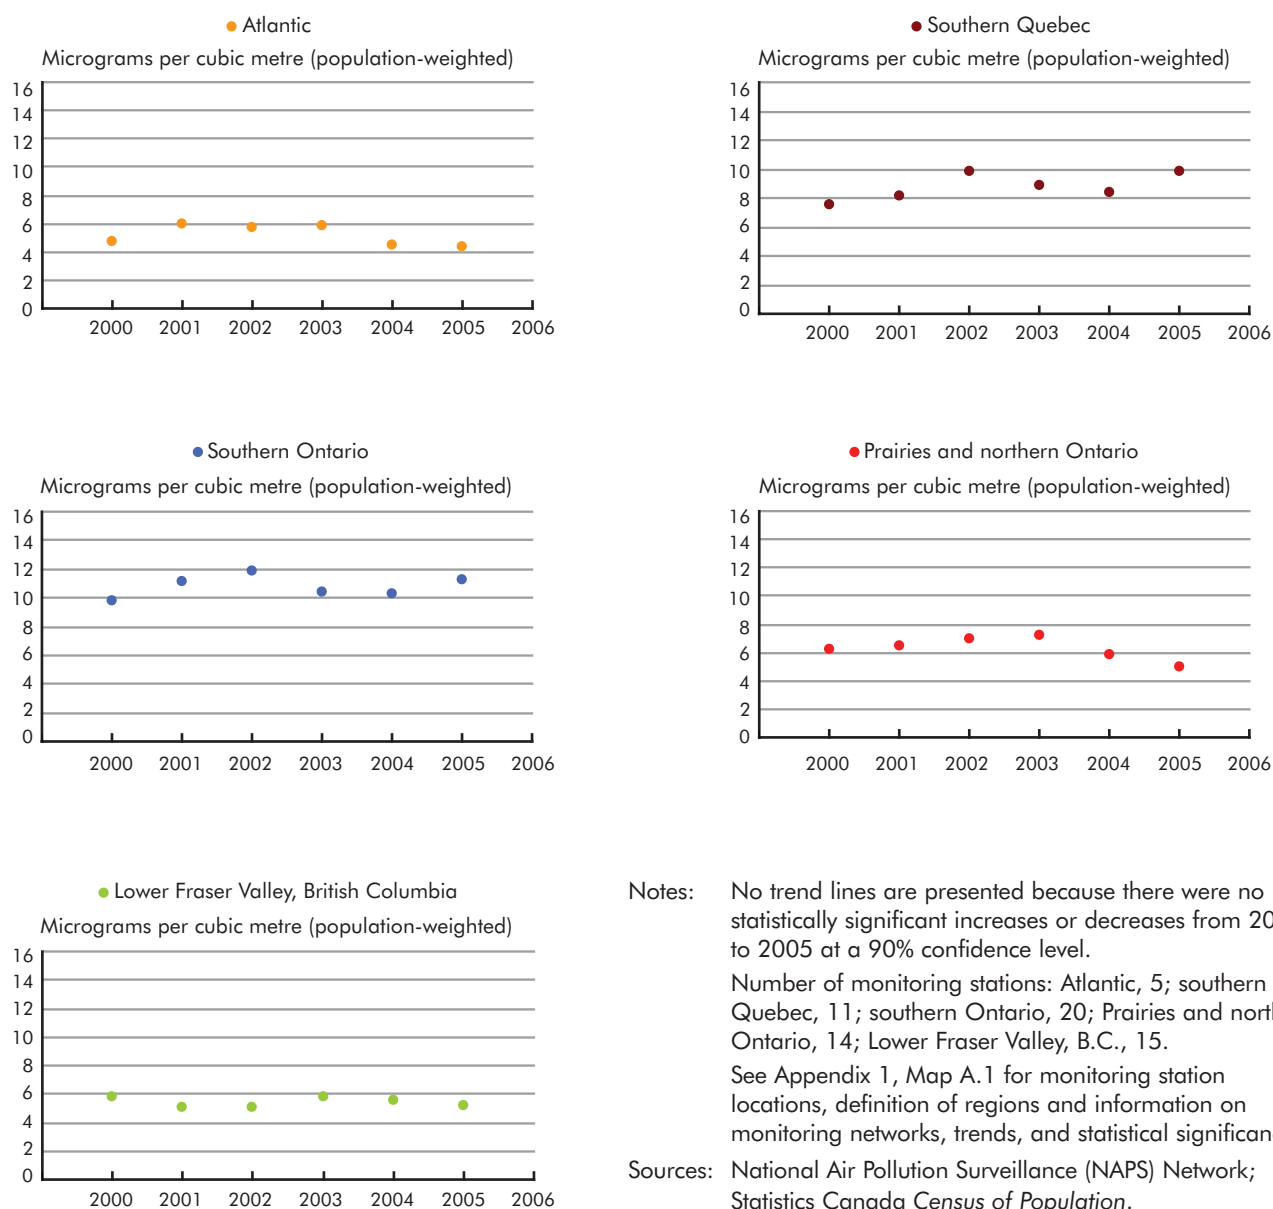 Atlantic
Micrograms per cubic metre (population-weighted)
16
14
12
10
8
6
4
2
0
2000 2001 2002 2003 2004 2005 2006
Southern Quebec
Micrograms per cubic metre (population-weighted)
16
14
12
10
8
6
4
2
0
2000 2001 2002 2003 2004 2005 2006
Southern Ontario
Micrograms per cubic metre (population-weighted)
16
14
12
10
8
6
4
2
0
2000 2001 2002 2003 2004 2005 2006
Prairies and northern Ontario
Micrograms per cubic metre (population-weighted)
16
14
12
10
8
6
4
2
0
2000 2001 2002 2003 2004 2005 2006
Lower Fraser Valley, British Columbia
Micrograms per cubic metre (population-weighted)
16
14
12
10
8
6
4
2
0
2000 2001 2002 2003 2004 2005 2006
Notes: No trend lines are presented because there were no
statistically significant increases or decreases from
to 2005 at a 90% confidence level.
Number of monitoring stations: Atlantic, 5; southern
Quebec, 11; southern Ontario, 20; Prairies and
Ontario, 14; Lower Fraser Valley, B.C., 15.
See Appendix 1, Map A.1 for monitoring station
locations, definition of regions and information on
monitoring networks, trends, and statistical
Sources: National Air Pollution Surveillance (NAPS) Network;
Statistics Canada Census of Population.